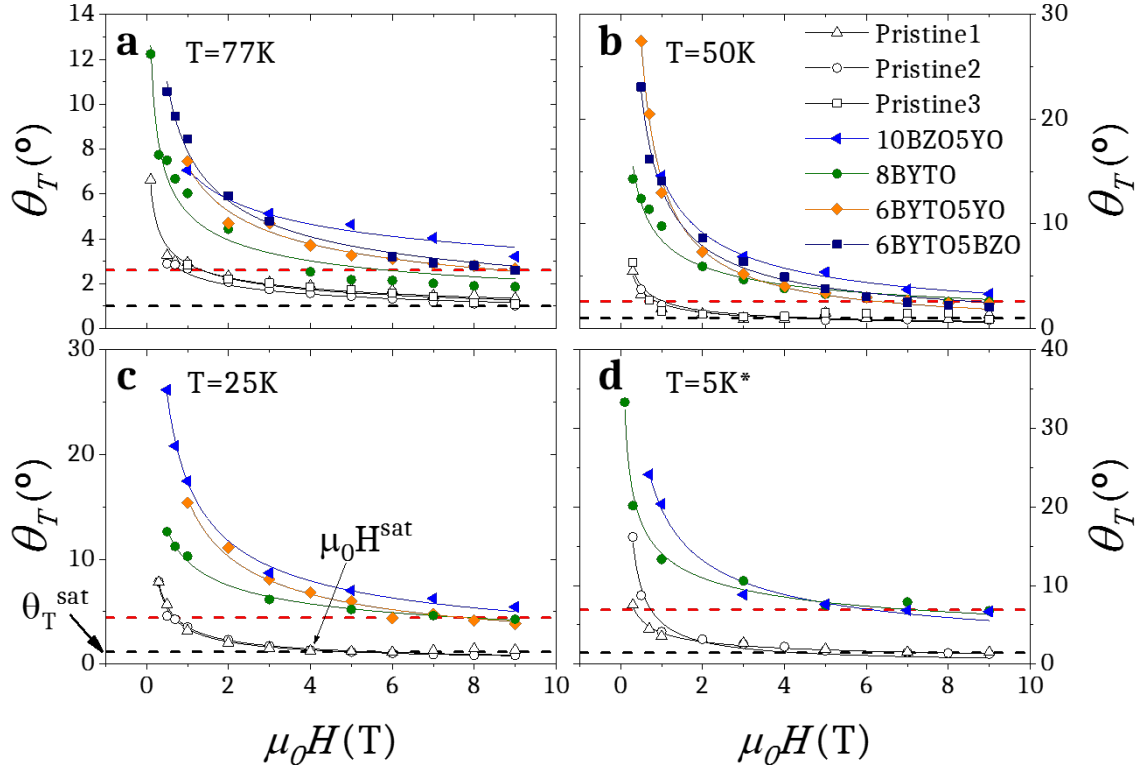 a T=77K
14
12
10
8
6
4
2
0
θT (º)
b T=50K
Pristine1
Pristine2
Pristine3
10BZO5YO
8BYTO
6BYTO5YO
6BYTO5BZO
30
20
10
0
θT (º)
c T=25K
30
20
10
0
θT (º)
μ0Hsat
θTsat
0 2 4 6 8 10
μ0H(T)
d T=5K*
40
30
20
10
0
θT (º)
0 2 4 6 8 10
μ0H(T)